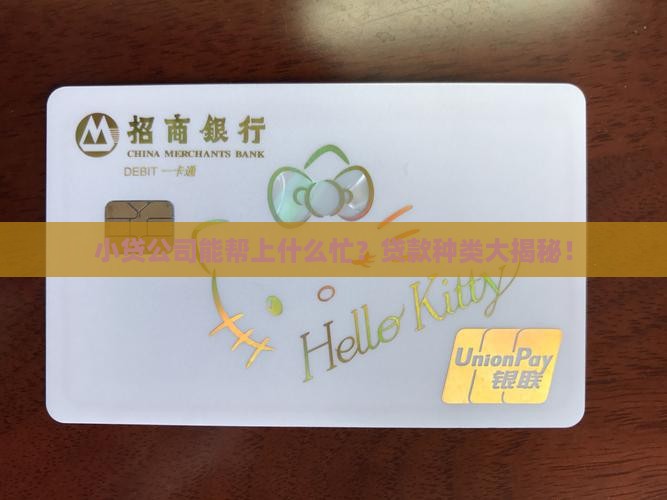 招商銀行
CHINA MERCHANTS BANK
DEBIT 一卡通
小贷公司能帮上什么忙？贷款种类大揭秘！
Hello Kitty
UnionPay
银联